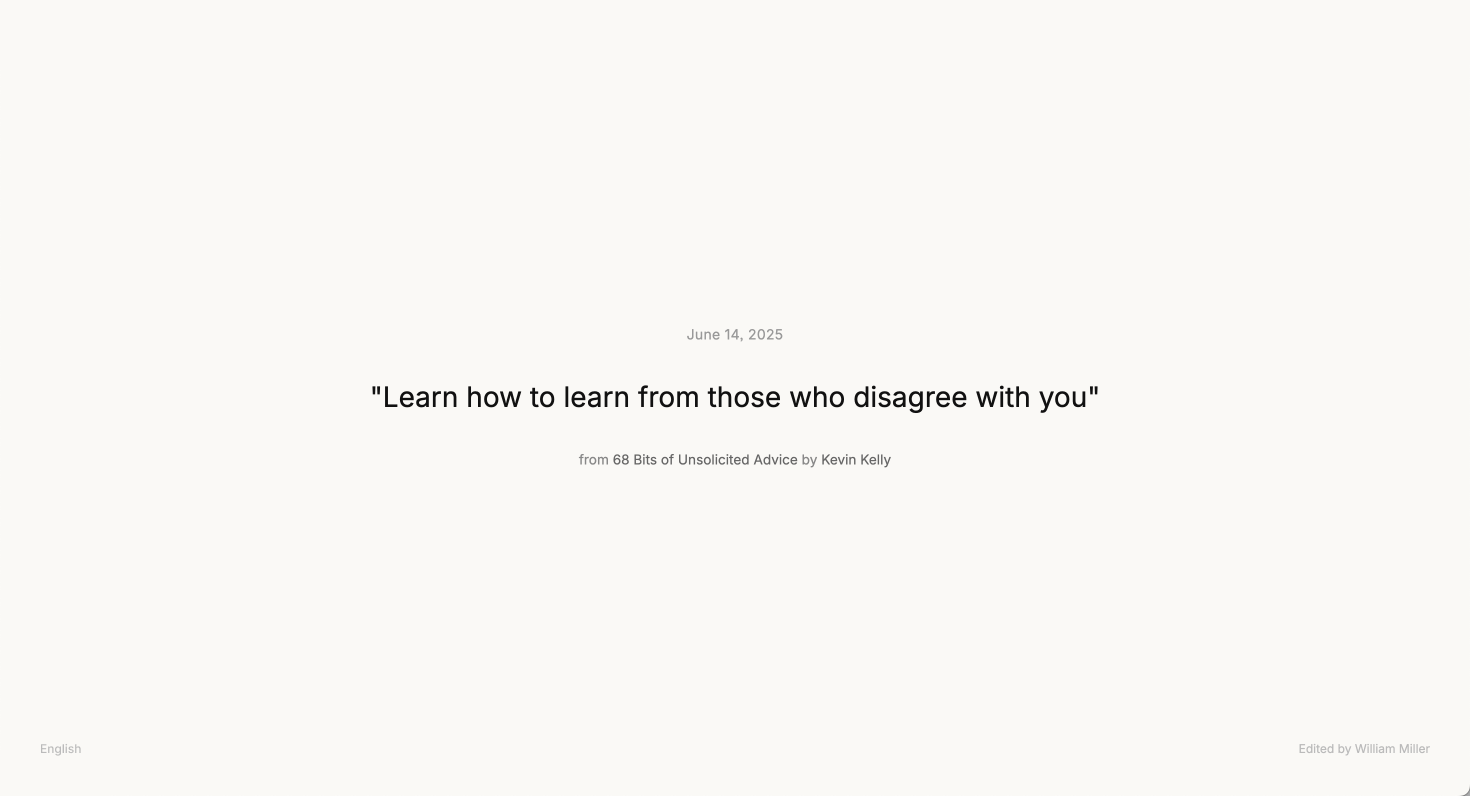 June 14, 2025
"Learn how to learn from those who disagree with you"
from 68 Bits of Unsolicited Advice by Kevin Kelly
English
Edited by William Miller